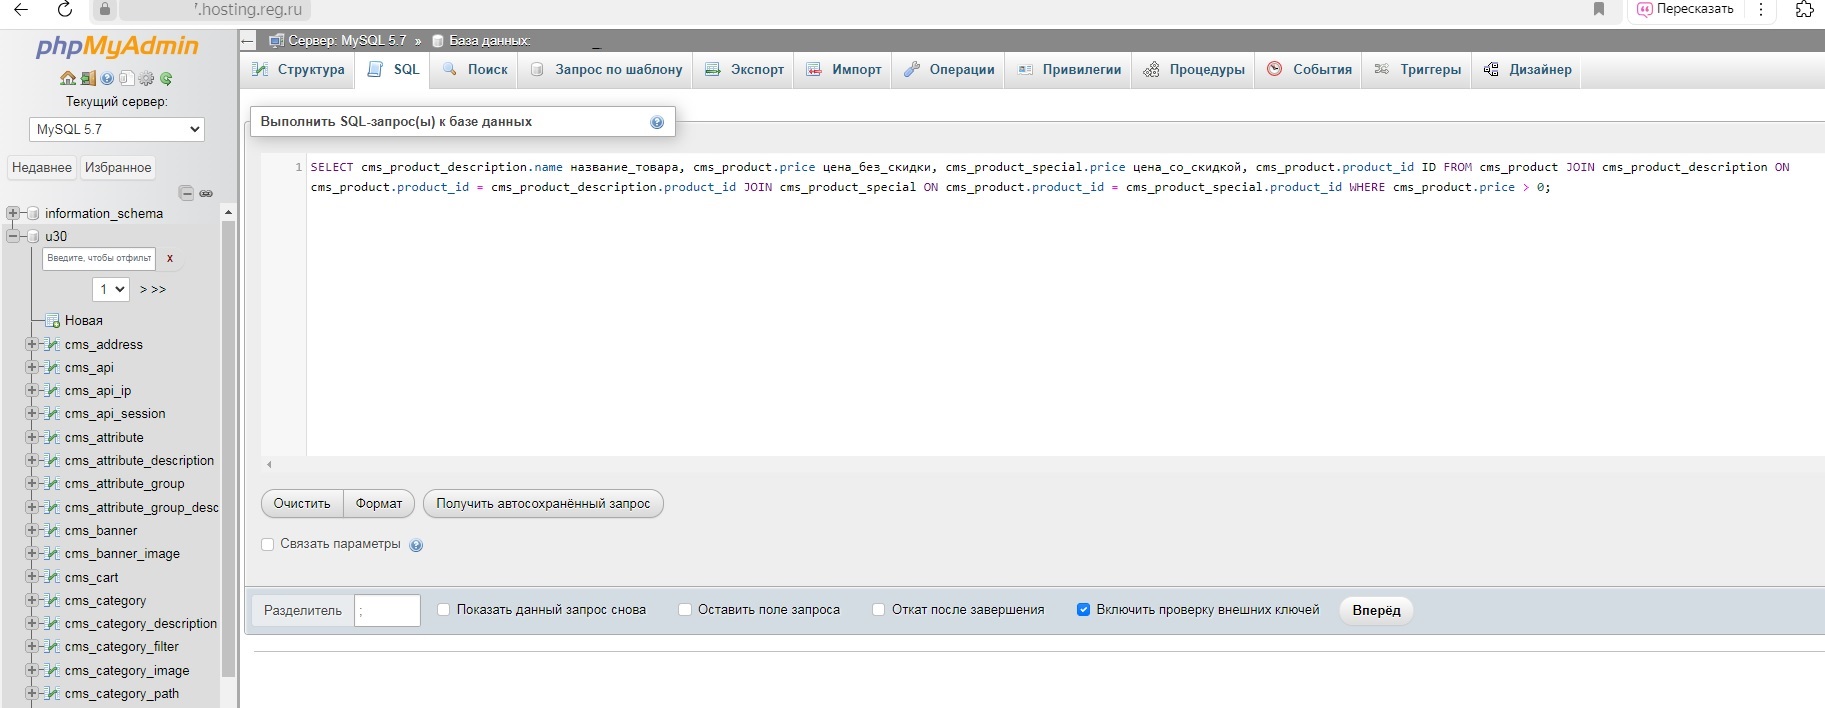 7.hosting.reg.ru
Пересказать
phpMyAdmin
Текущий сервер:
MySQL 5.7
Недавнее Избранное
information_schema
u30
Введите, чтобы отфильт X
1 > >>
Новая
cms_address
cms_api
cms_api_ip
cms_api_session
cms_attribute
cms_attribute_description
cms_attribute_group
cms_attribute_group_desc
cms_banner
cms_banner_image
cms_cart
cms_category
cms_category_description
cms_category_filter
cms_category_image
cms_category_path
Сервер: MySQL 5.7 » База данных:
Структура SQL Поиск Запрос по шаблону Экспорт Импорт Операции Привилегии Процедуры События Триггеры Дизайнер
Выполнить SQL-запрос(ы) к базе данных
1 SELECT cms_product_description.name название_товара, cms_product.price цена_без_скидки, cms_product_special.price цена_со_скидкой, cms_product.product_id ID FROM cms_product JOIN cms_product_description ON
cms_product.product_id = cms_product_description.product_id JOIN cms_product_special ON cms_product.product_id = cms_product_special.product_id WHERE cms_product.price > 0;
Очистить Формат Получить автосохранённый запрос
Связать параметры
Разделитель ; Показать данный запрос снова Оставить поле запроса Откат после завершения Включить проверку внешних ключей Вперёд